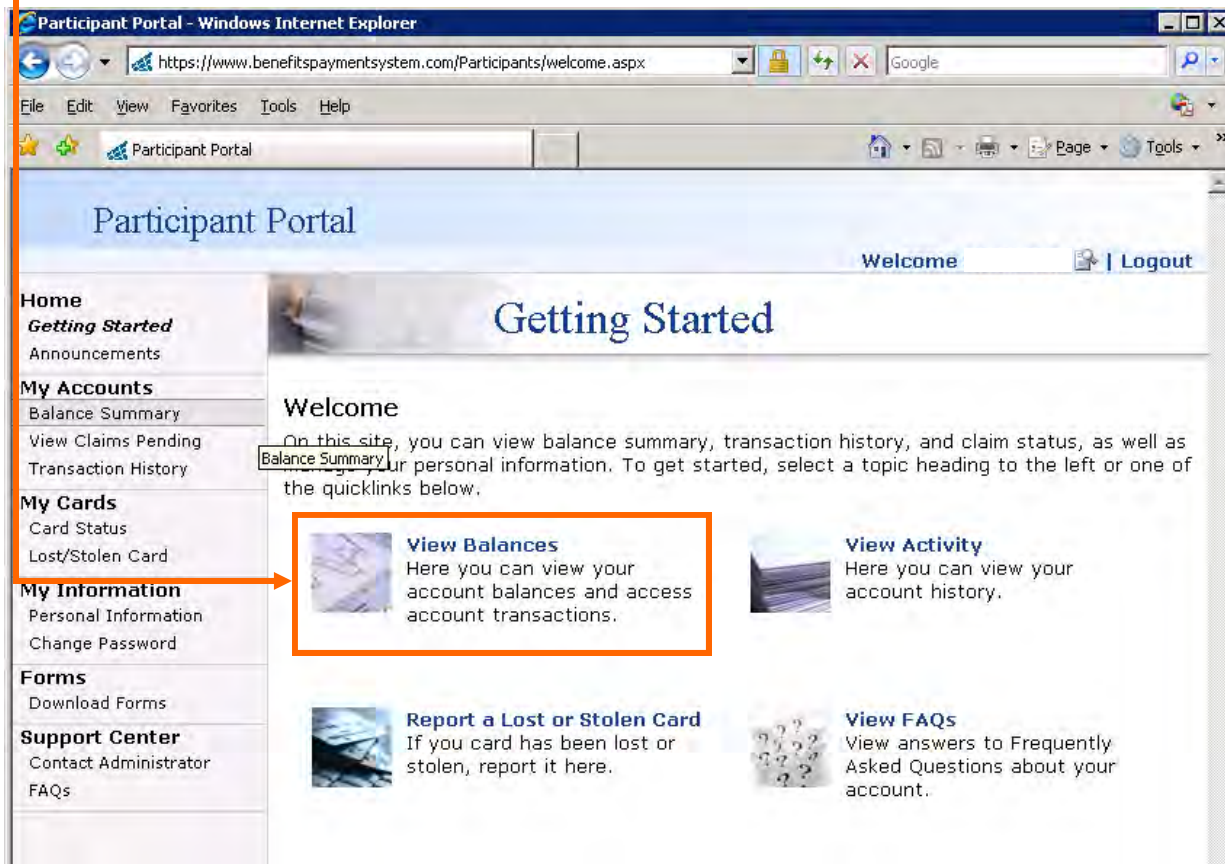 Participant Portal - Windows Internet Explorer
https://www.benefitspaymentsystem.com/Participants/welcome.aspx
Google
File Edit View Favorites Tools Help
Participant Portal
Page Tools
Participant Portal
Welcome | Logout
Home
Getting Started
Announcements
My Accounts
Balance Summary
View Claims Pending
Transaction History
My Cards
Card Status
Lost/Stolen Card
My Information
Personal Information
Change Password
Forms
Download Forms
Support Center
Contact Administrator
FAQs
Getting Started
Welcome
On this site, you can view balance summary, transaction history, and claim status, as well as
Balance Summary
your personal information. To get started, select a topic heading to the left or one of
the quicklinks below.
View Balances
Here you can view your
account balances and access
account transactions.
View Activity
Here you can view your
account history.
Report a Lost or Stolen Card
If you card has been lost or
stolen, report it here.
View FAQs
View answers to Frequently
Asked Questions about your
account.